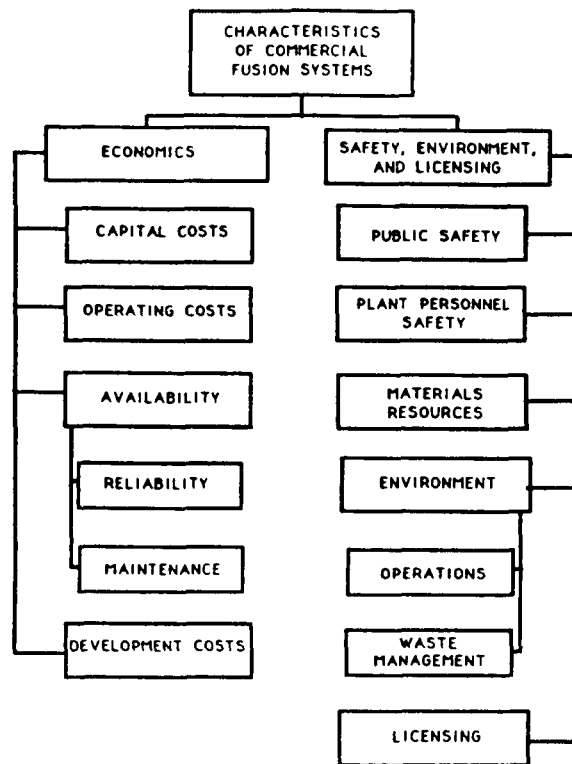 CHARACTERISTICS
OF COMMERCIAL
FUSION SYSTEMS
ECONOMICS
CAPITAL COSTS
OPERATING COSTS
AVAILABILITY
RELIABILITY
MAINTENANCE
DEVELOPMENT COSTS
SAFETY, ENVIRONMENT,
AND LICENSING
PUBLIC SAFETY
PLANT PERSONNEL
SAFETY
MATERIALS
RESOURCES
ENVIRONMENT
OPERATIONS
WASTE
MANAGEMENT
LICENSING